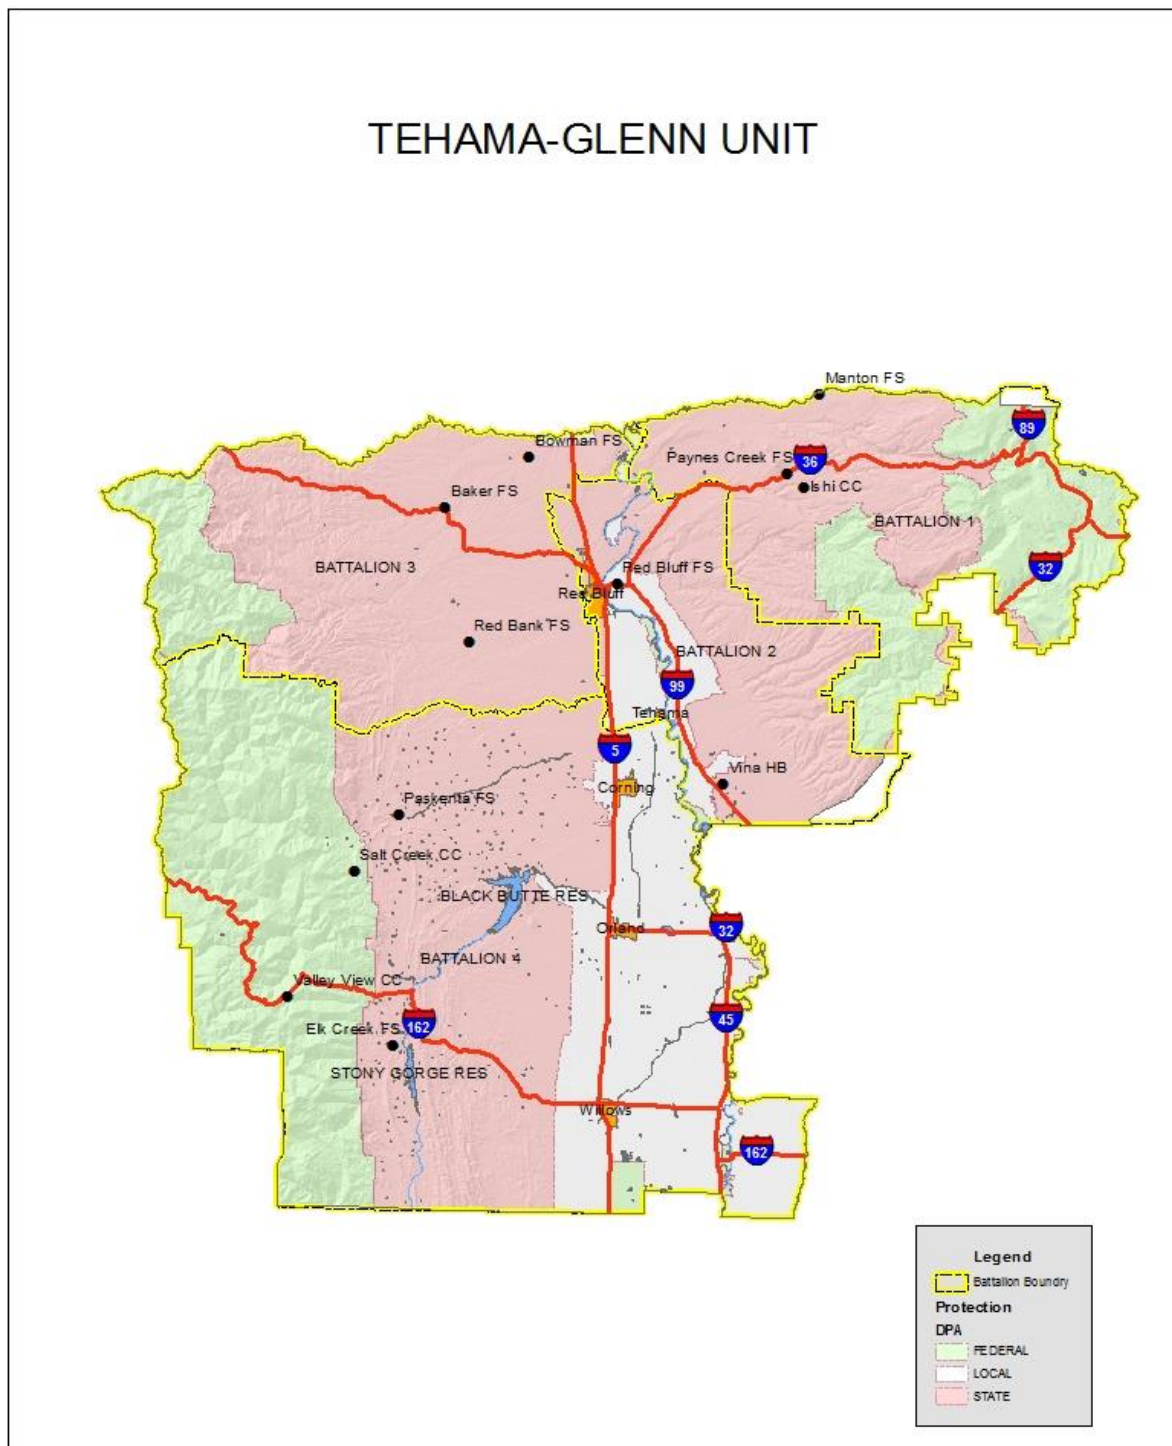 TEHAMA-GLENN UNIT
Manton FS
89
Bowman FS
Paynes Creek FS
36
Ishi CC
Baker FS
BATTALION 1
BATTALION 3
32
Red Bluff FS
Red Bluff
Red Bank FS
BATTALION 2
99
Tehama
5
Vina HB
Corning
Paskenta FS
Salt Creek CC
BLACK BUTTE RES
Orland
32
BATTALION 4
Valley View CC
45
Elk Creek FS
162
STONY GORGE RES
Willows
162
Legend
Battalion Boundry
Protection
DPA
FEDERAL
LOCAL
STATE